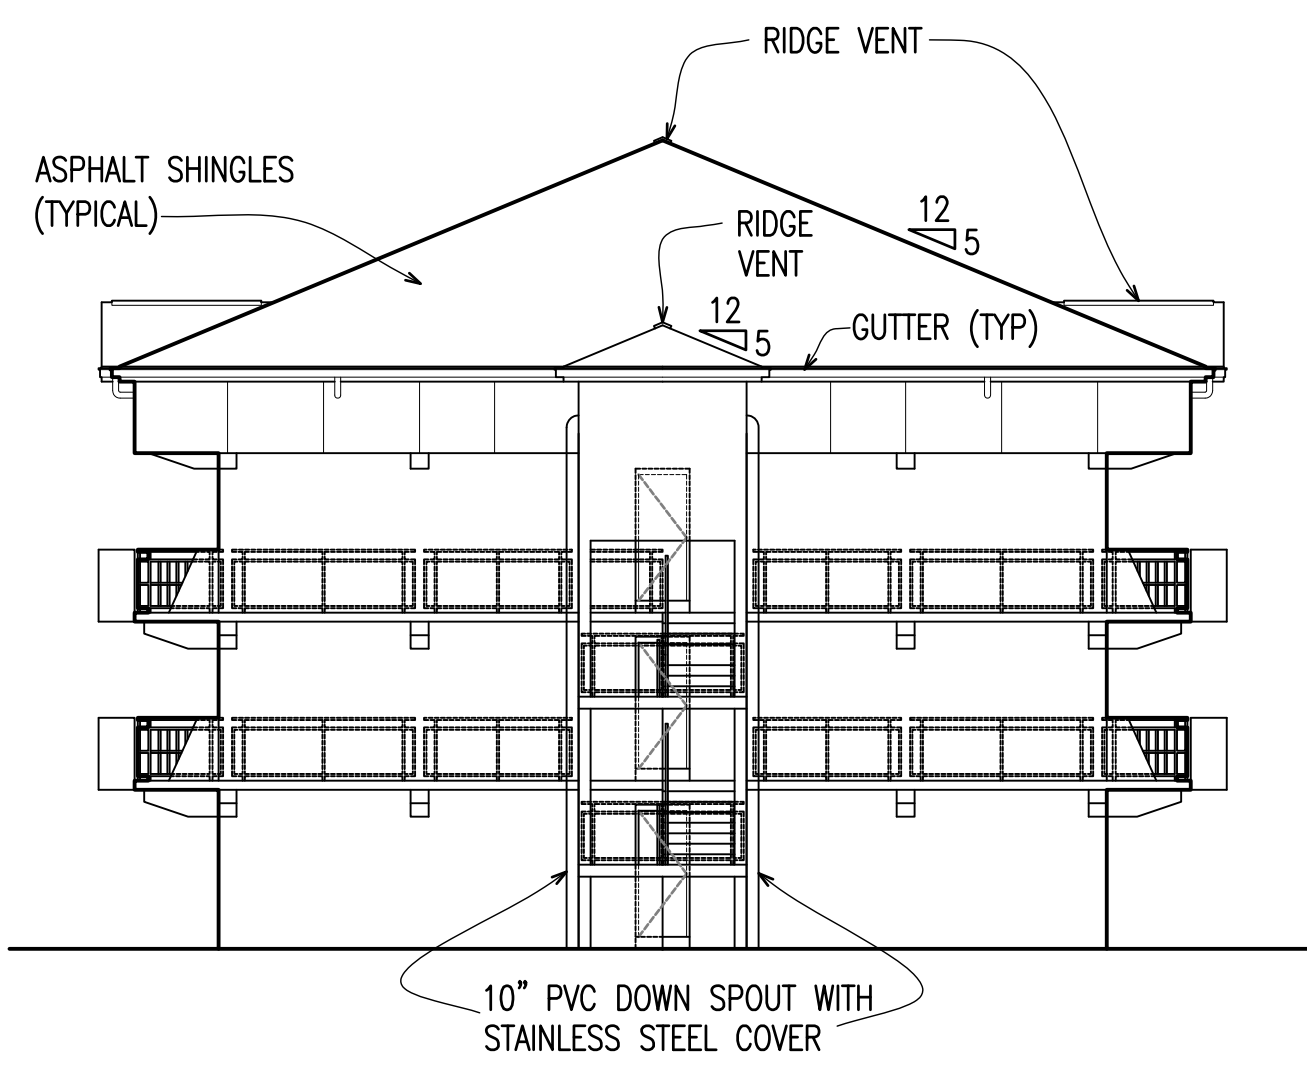 RIDGE VENT
ASPHALT SHINGLES
(TYPICAL)
12
5
RIDGE
VENT
12
5
GUTTER (TYP)
10" PVC DOWN SPOUT WITH
STAINLESS STEEL COVER